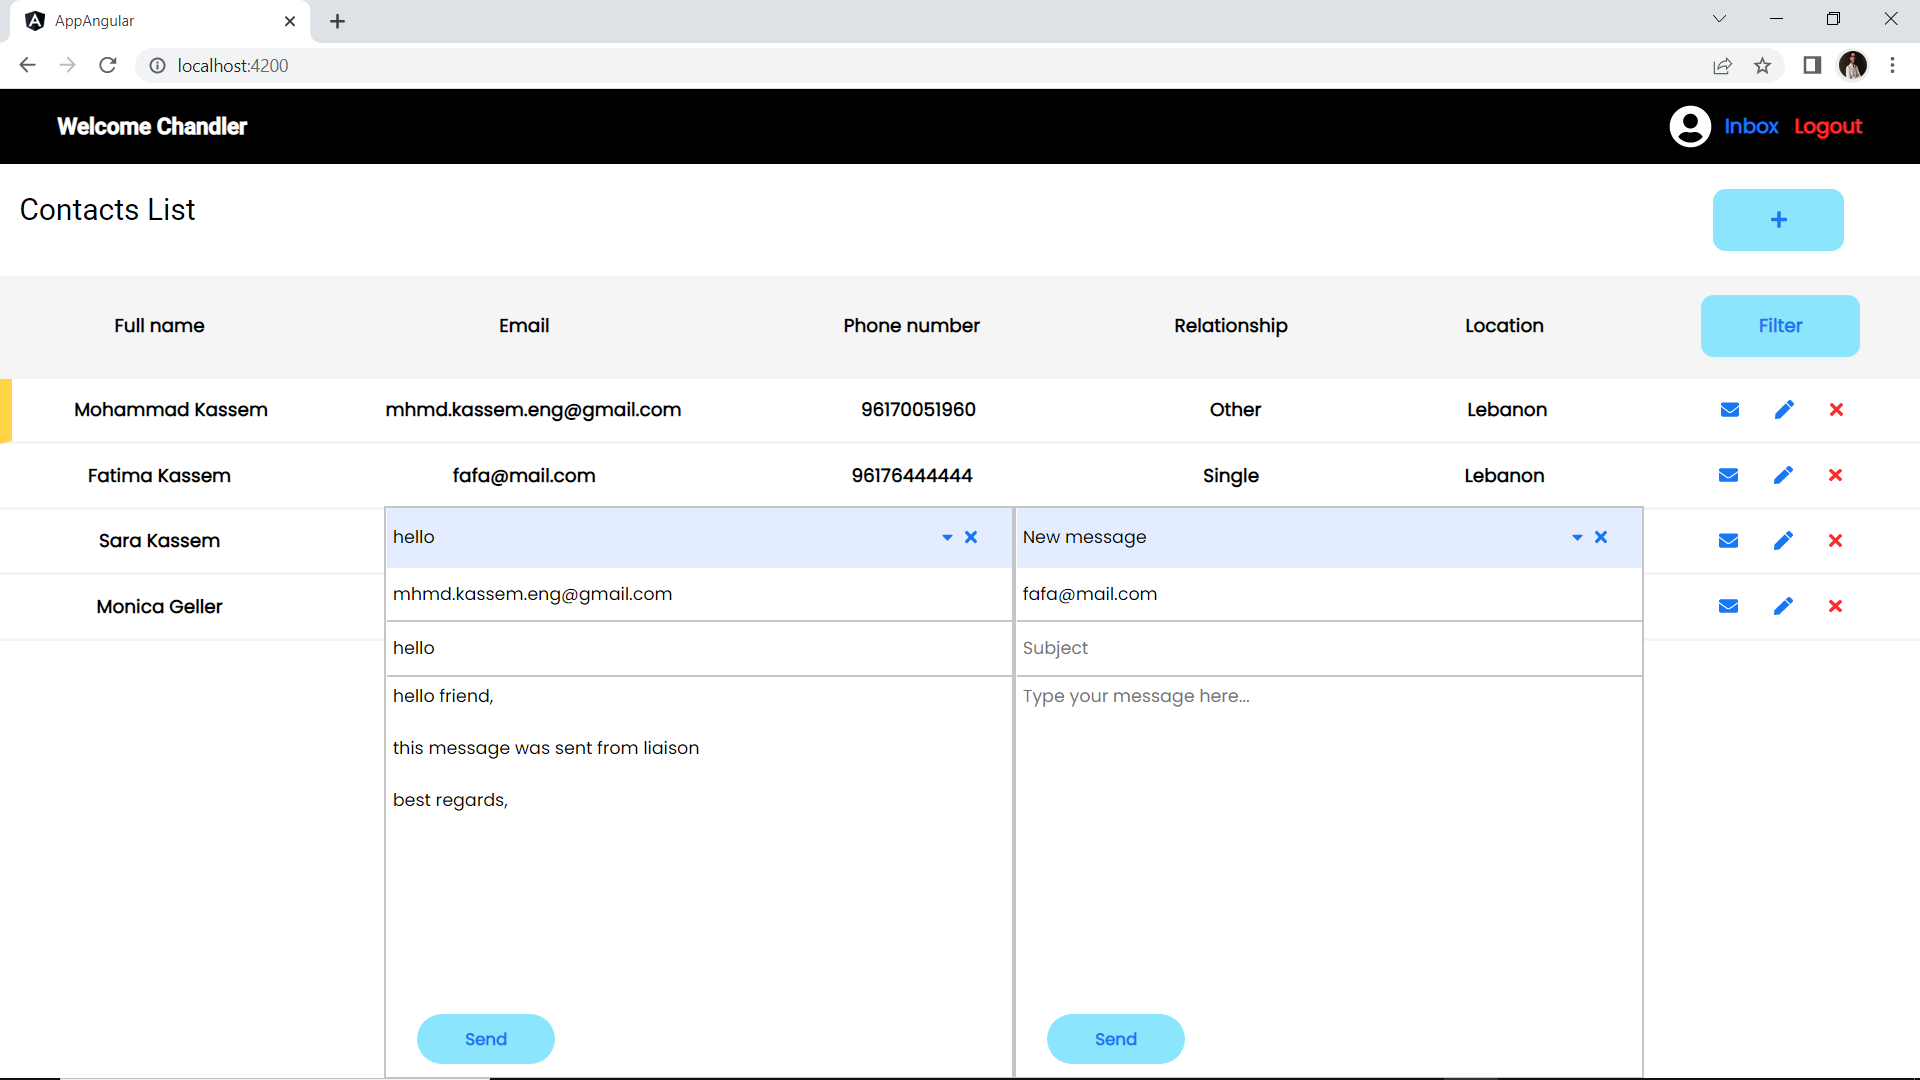 AppAngular
localhost:4200
Welcome Chandler
Inbox Logout
Contacts List
+
Full name Email Phone number Relationship Location Filter
Mohammad Kassem mhmd.kassem.eng@gmail.com 96170051960 Other Lebanon
Fatima Kassem fafa@mail.com 96176444444 Single Lebanon
Sara Kassem
Monica Geller
hello
mhmd.kassem.eng@gmail.com
hello
hello friend,
this message was sent from liaison
best regards,
Send
New message
fafa@mail.com
Subject
Type your message here...
Send